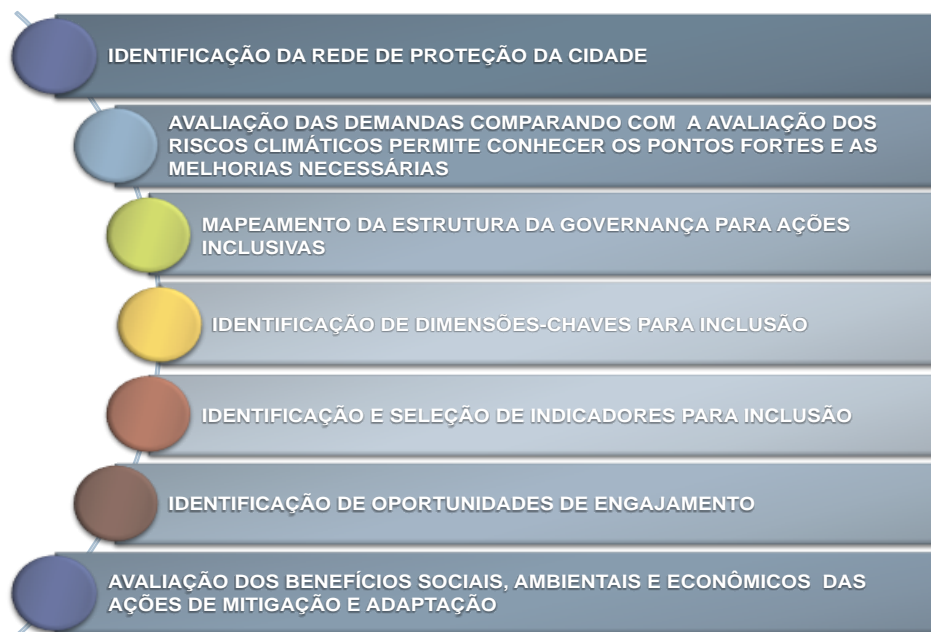 IDENTIFICAÇÃO DA REDE DE PROTEÇÃO DA CIDADE
AVALIAÇÃO DAS DEMANDAS COMPARANDO COM A AVALIAÇÃO DOS
RISCOS CLIMÁTICOS PERMITE CONHECER OS PONTOS FORTES E AS
MELHORIAS NECESSÁRIAS
MAPEAMENTO DA ESTRUTURA DA GOVERNANÇA PARA AÇÕES
INCLUSIVAS
IDENTIFICAÇÃO DE DIMENSÕES-CHAVES PARA INCLUSÃO
IDENTIFICAÇÃO E SELEÇÃO DE INDICADORES PARA INCLUSÃO
IDENTIFICAÇÃO DE OPORTUNIDADES DE ENGAJAMENTO
AVALIAÇÃO DOS BENEFÍCIOS SOCIAIS, AMBIENTAIS E ECONÔMICOS DAS
AÇÕES DE MITIGAÇÃO E ADAPTAÇÃO